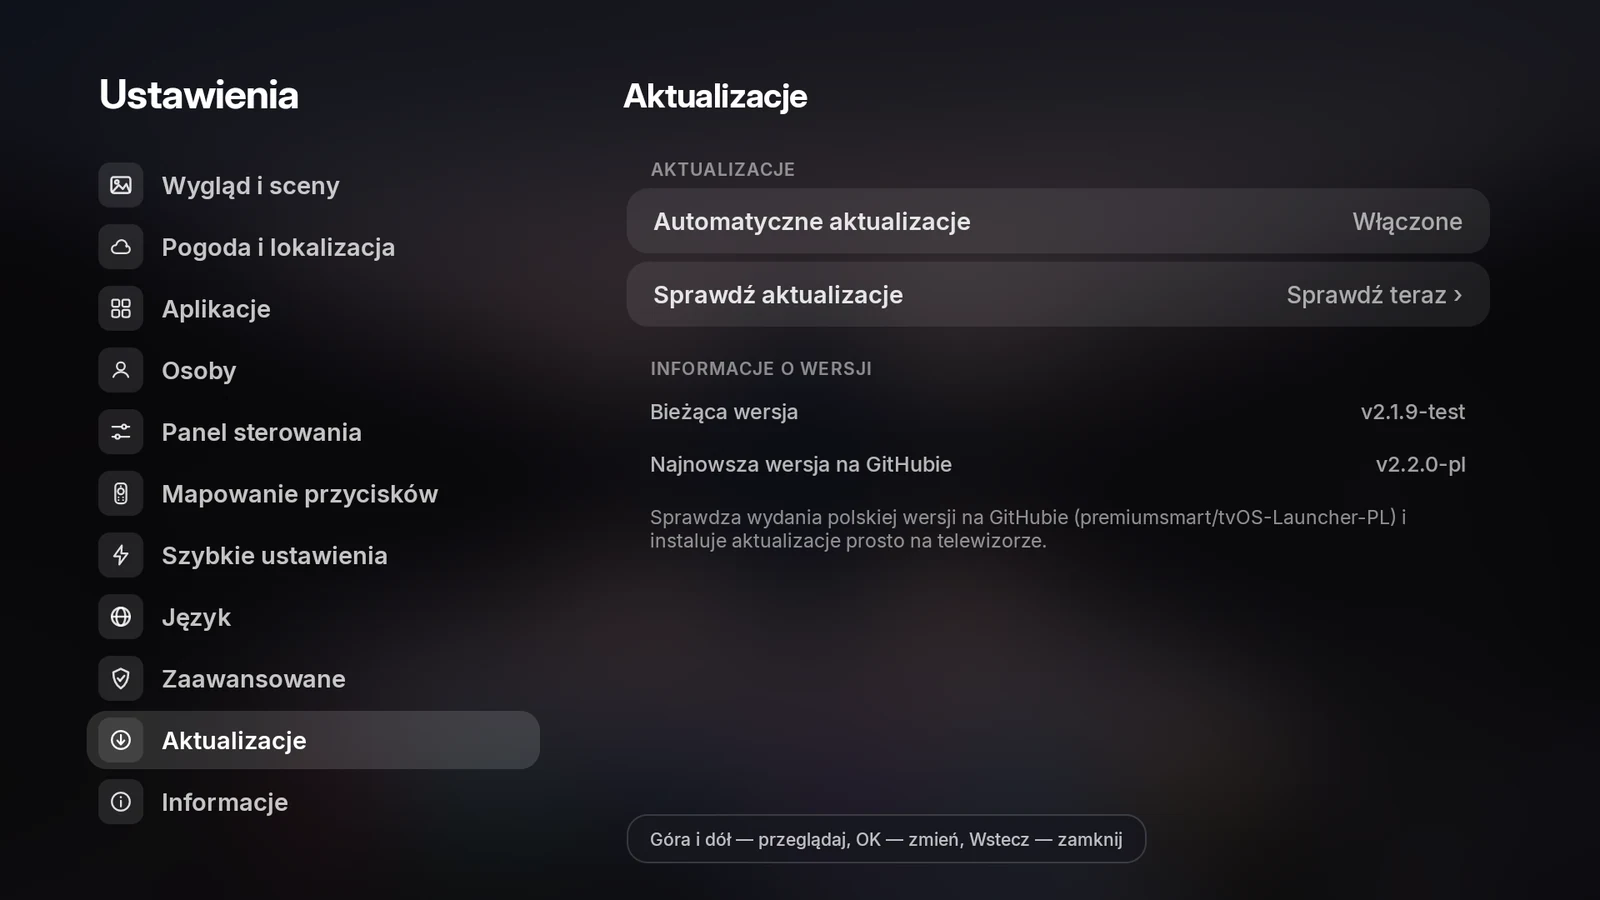 Ustawienia
Wygląd i sceny
Pogoda i lokalizacja
Aplikacje
Osoby
Panel sterowania
Mapowanie przycisków
Szybkie ustawienia
Język
Zaawansowane
Aktualizacje
Informacje
Aktualizacje
AKTUALIZACJE
Automatyczne aktualizacje Włączone
Sprawdź aktualizacje Sprawdź teraz ›
INFORMACJE O WERSJI
Bieżąca wersja v2.1.9-test
Najnowsza wersja na GitHubie v2.2.0-pl
Sprawdza wydania polskiej wersji na GitHubie (premiumsmart/tvOS-Launcher-PL) i
instaluje aktualizacje prosto na telewizorze.
Góra i dół — przeglądaj, OK — zmień, Wstecz — zamknij